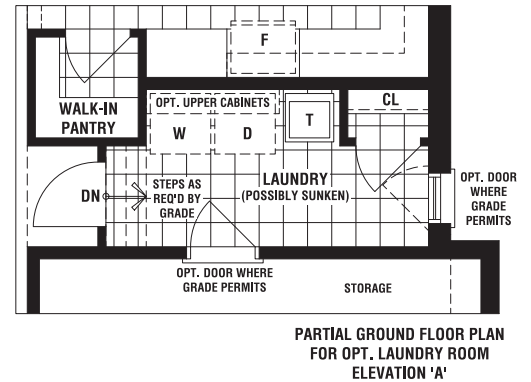 F
WALK-IN
PANTRY
OPT. UPPER CABINETS
W
D
T
CL
DN
STEPS AS
REQ'D BY
GRADE
LAUNDRY
(POSSIBLY SUNKEN)
OPT. DOOR
WHERE
GRADE
PERMITS
OPT. DOOR WHERE
GRADE PERMITS
STORAGE
PARTIAL GROUND FLOOR PLAN
FOR OPT. LAUNDRY ROOM
ELEVATION 'A'